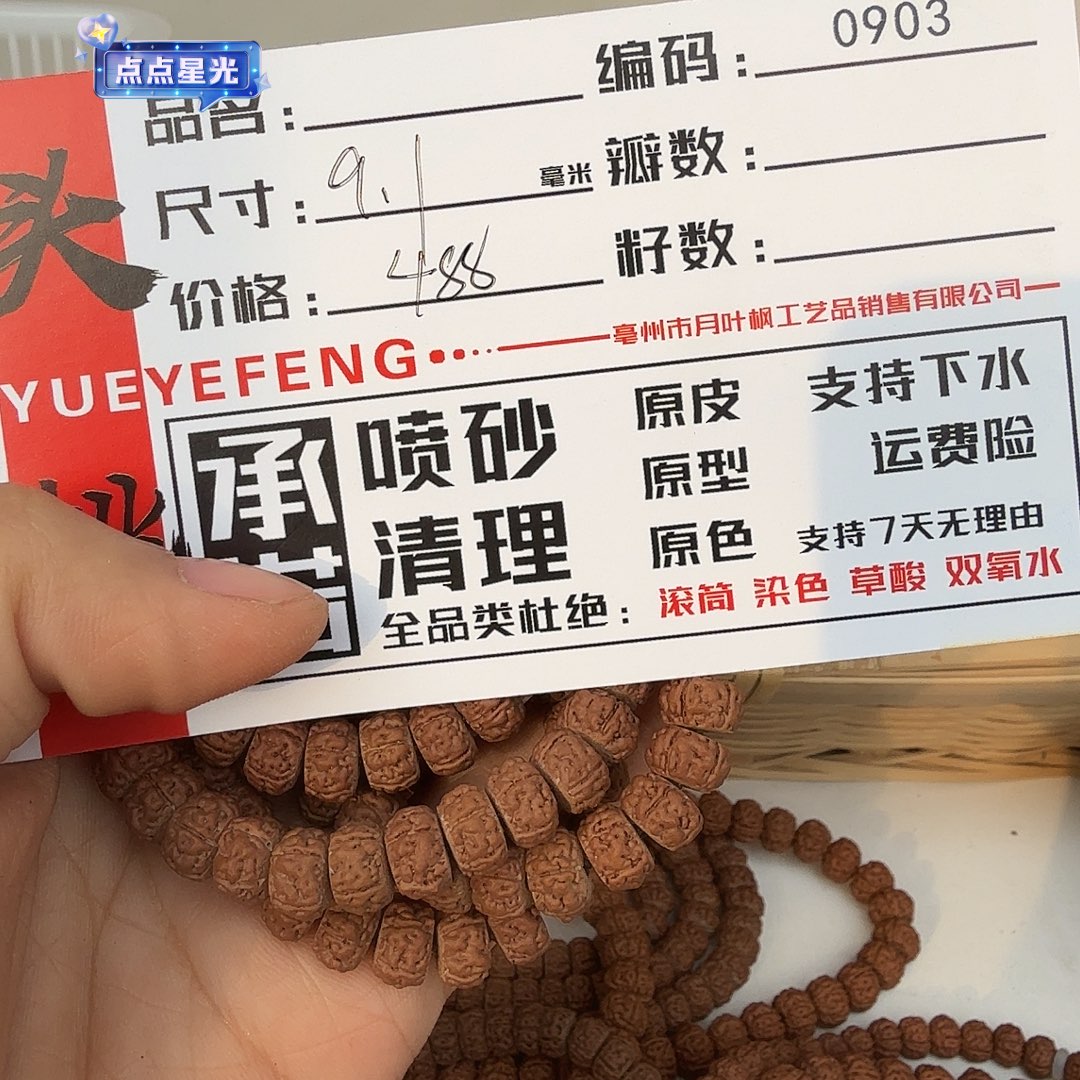 点点星光
品名：
编码：0903
尺寸：9.1毫米
瓣数：
价格：488
籽数：
头
YUEYEFENG
亳州市月叶枫工艺品销售有限公司
承
喷砂
清理
原皮
原型
原色
支持下水
运费险
支持7天无理由
全品类杜绝：滚筒 染色 草酸 双氧水